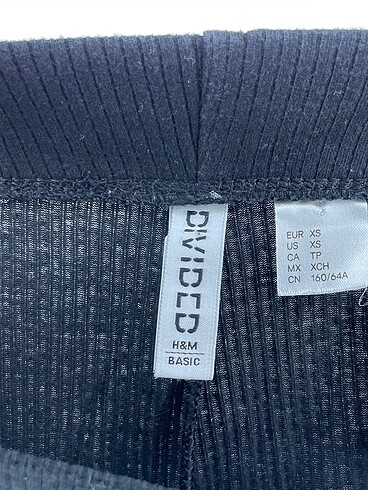 DIVIDED
H&M
BASIC
EUR XS
US XS
CA TP
MX XCH
CN 160/64A